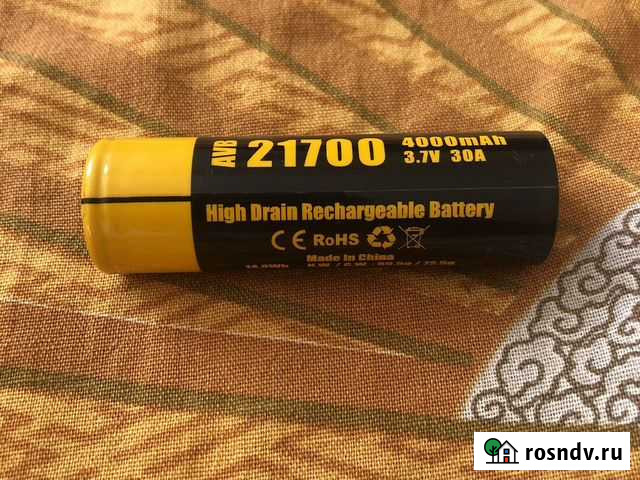 AVB 21700 4000mAh
3.7V 30A
High Drain Rechargeable Battery
CE RoHS
Made In China
rosndv.ru